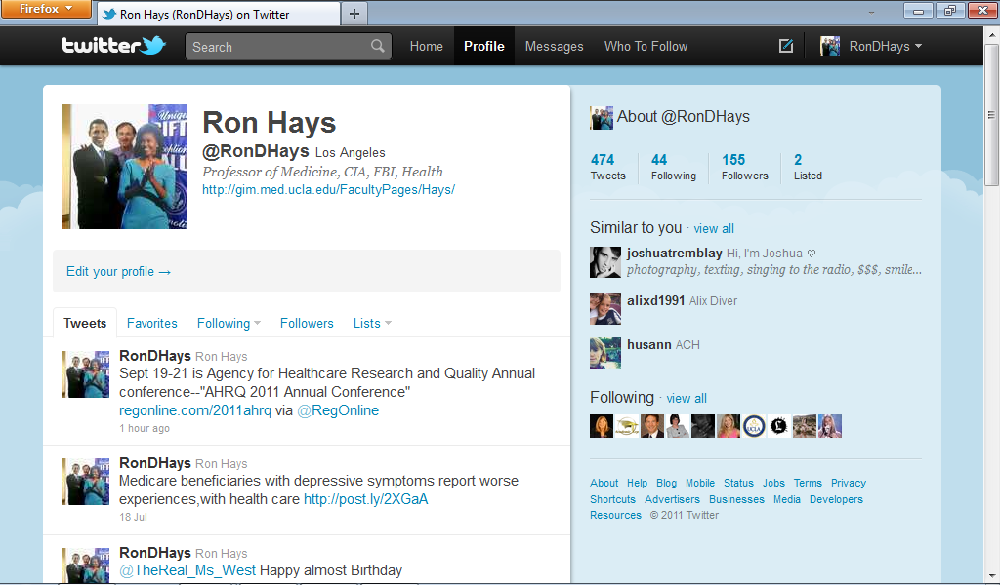 Firefox
Ron Hays (RonDHays) on Twitter
twitter
Search
Home
Profile
Messages
Who To Follow
RonDHays
Ron Hays
@RonDHays Los Angeles
Professor of Medicine, CIA, FBI, Health
http://gim.med.ucla.edu/FacultyPages/Hays/
Edit your profile →
Tweets
Favorites
Following
Followers
Lists
RonDHays Ron Hays
Sept 19-21 is Agency for Healthcare Research and Quality Annual
conference--"AHRQ 2011 Annual Conference"
regonline.com/2011ahrq via @RegOnline
1 hour ago
RonDHays Ron Hays
Medicare beneficiaries with depressive symptoms report worse
experiences,with health care http://post.ly/2XGaA
18 Jul
RonDHays Ron Hays
@TheReal_Ms_West Happy almost Birthday
About @RonDHays
474 44 155 2
Tweets Following Followers Listed
Similar to you · view all
joshuatremblay Hi, I'm Joshua ♡
photography, texting, singing to the radio, $$$, smile...
alixd1991 Alix Diver
husann ACH
Following · view all
UCLA
L
About Help Blog Mobile Status Jobs Terms Privacy
Shortcuts Advertisers Businesses Media Developers
Resources © 2011 Twitter